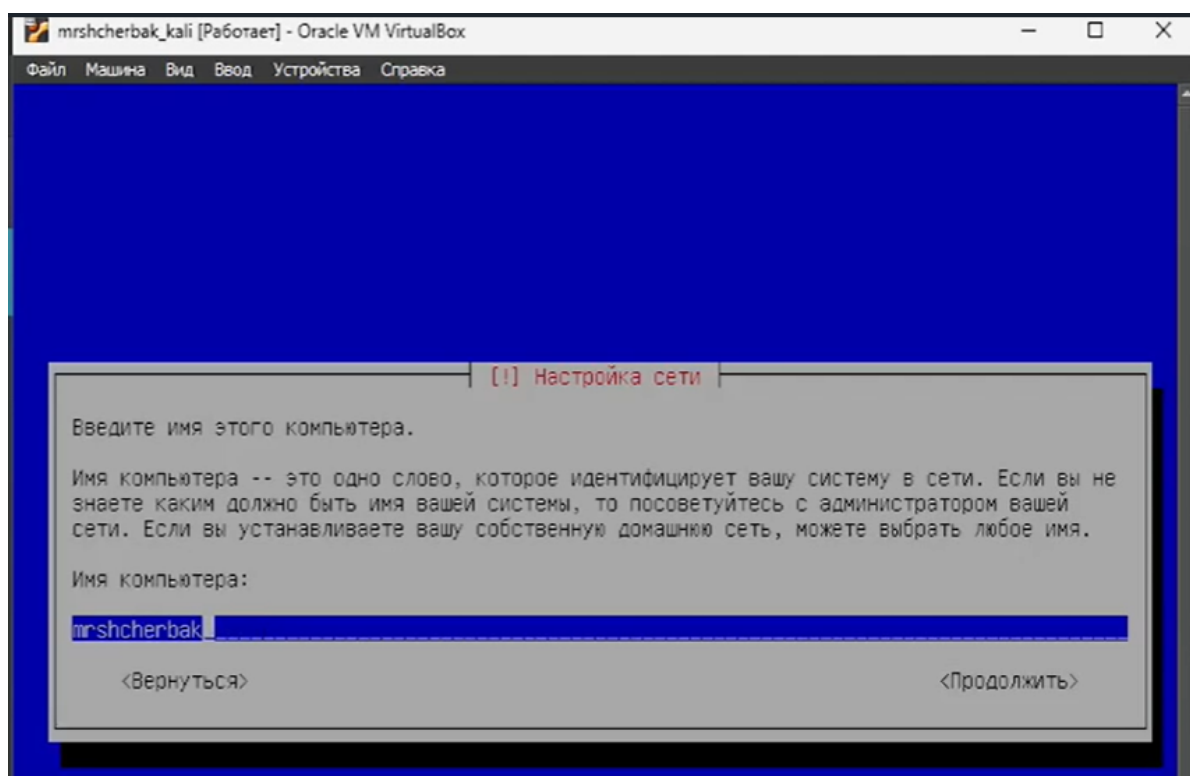 mrshcherbak_kali [Работает] - Oracle VM VirtualBox
Файл Машина Вид Ввод Устройства Справка
[!] Настройка сети
Введите имя этого компьютера.
Имя компьютера -- это одно слово, которое идентифицирует вашу систему в сети. Если вы не
знаете каким должно быть имя вашей системы, то посоветуйтесь с администратором вашей
сети. Если вы устанавливаете вашу собственную домашнюю сеть, можете выбрать любое имя.
Имя компьютера:
mrshcherbak
<Вернуться> <Продолжить>